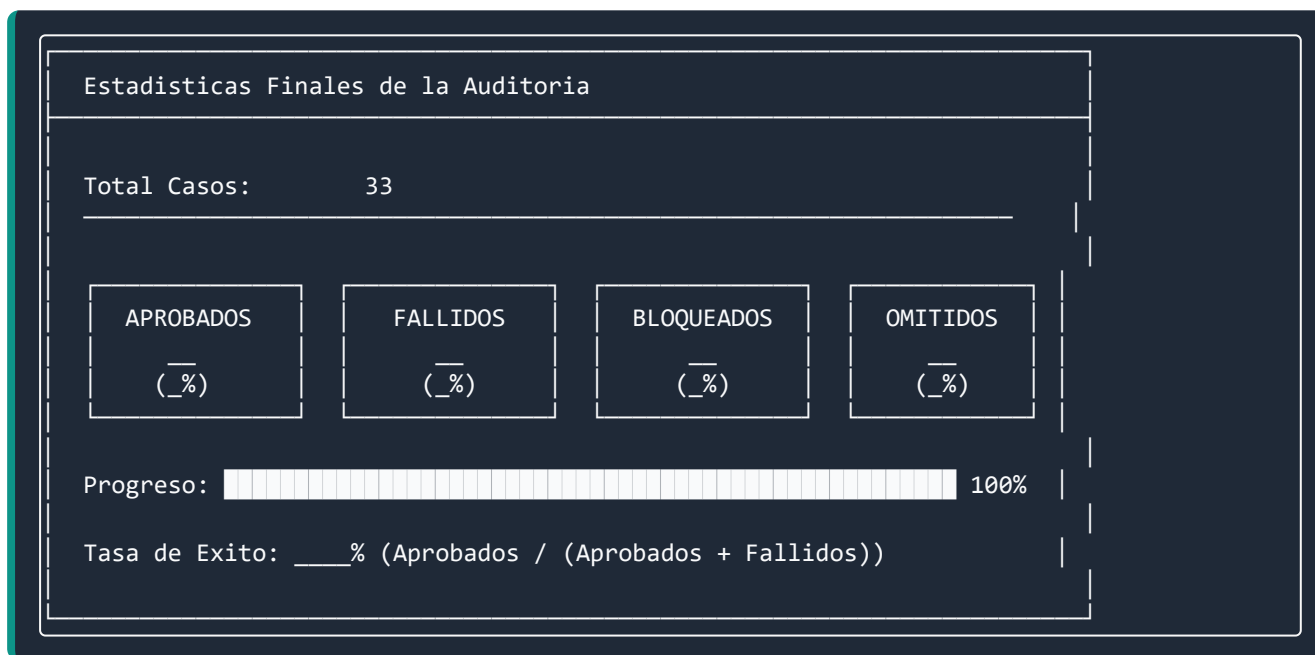 Estadisticas Finales de la Auditoria
Total Casos: 33
APROBADOS FALLIDOS BLOQUEADOS OMITIDOS
__ __ __ __
(_%) (_%) (_%) (_%)
Progreso: 100%
Tasa de Exito: ____% (Aprobados / (Aprobados + Fallidos))